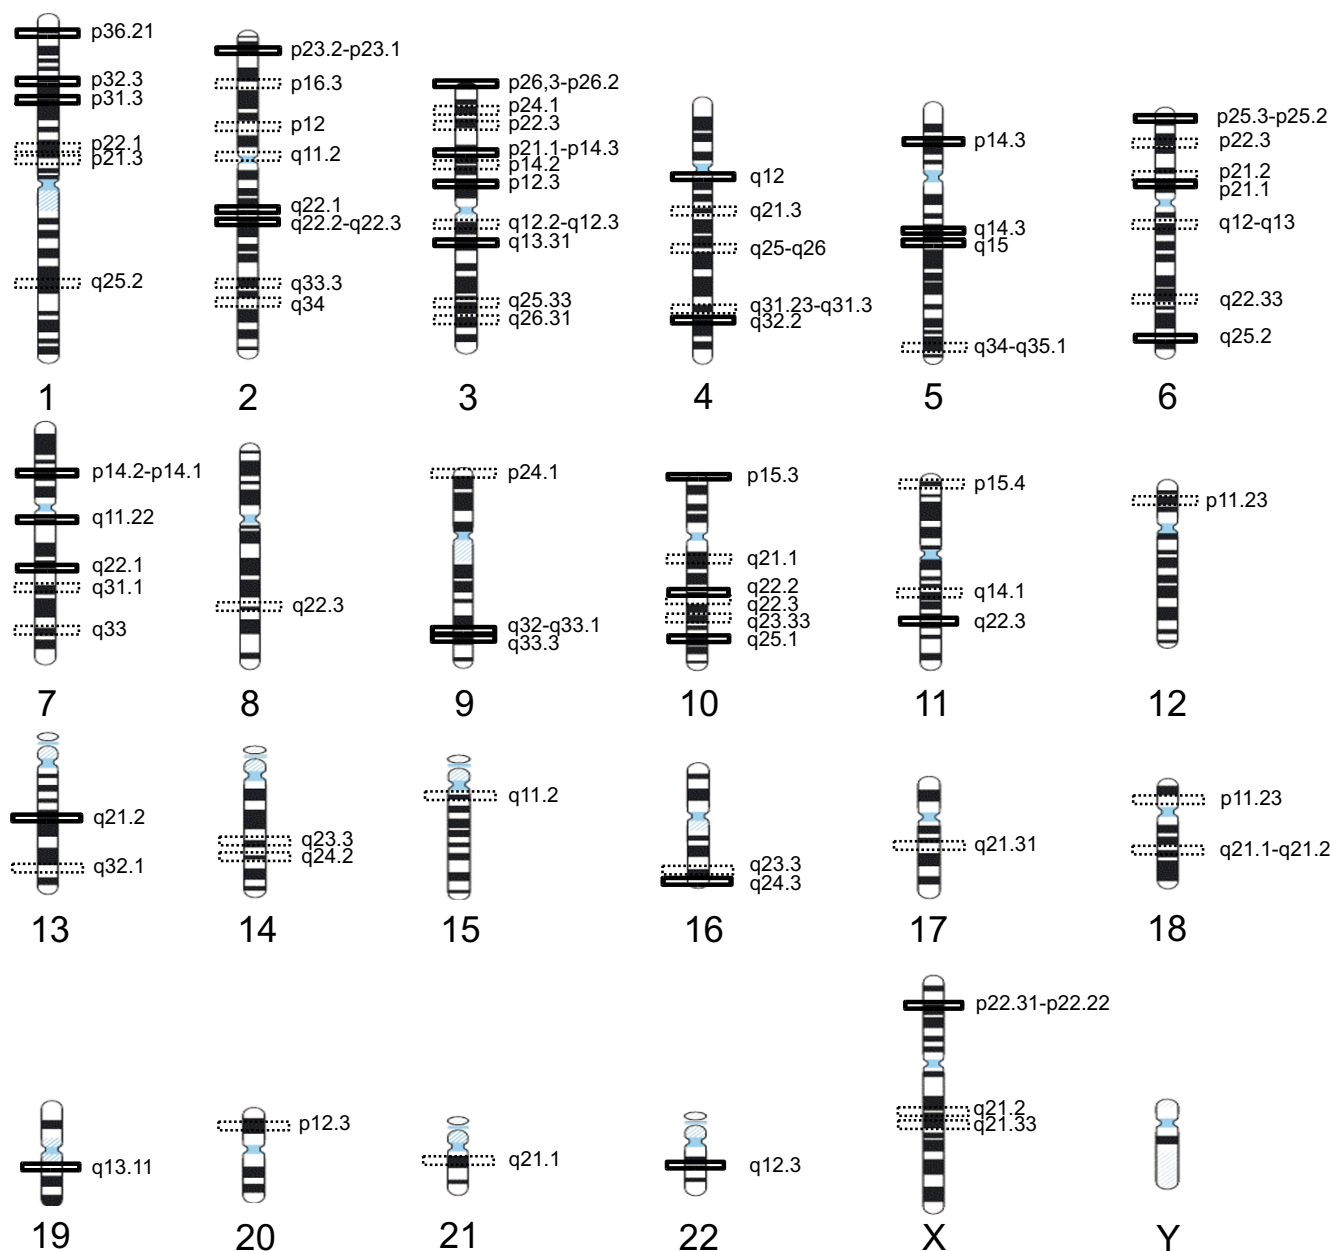 p36.21
p32.3
p31.3
p22.1
p21.3
q25.2
1
p23.2-p23.1
p16.3
p12
q11.2
q22.1
q22.2-q22.3
q33.3
q34
2
p26,3-p26.2
p24.1
p22.3
p21.1-p14.3
p14.2
p12.3
q12.2-q12.3
q13.31
q25.33
q26.31
3
q12
q21.3
q25-q26
q31.23-q31.3
q32.2
4
p14.3
q14.3
q15
q34-q35.1
5
p25.3-p25.2
p22.3
p21.2
p21.1
q12-q13
q22.33
q25.2
6
p14.2-p14.1
q11.22
q22.1
q31.1
q33
7
q22.3
8
p24.1
q32-q33.1
q33.3
9
p15.3
q21.1
q22.2
q22.3
q23.33
q25.1
10
p15.4
q14.1
q22.3
11
p11.23
12
q21.2
q32.1
13
q23.3
q24.2
14
q11.2
15
q23.3
q24.3
16
q21.31
17
p11.23
q21.1-q21.2
18
q13.11
19
p12.3
20
q21.1
21
q12.3
22
p22.31-p22.22
q21.2
q21.33
X
Y